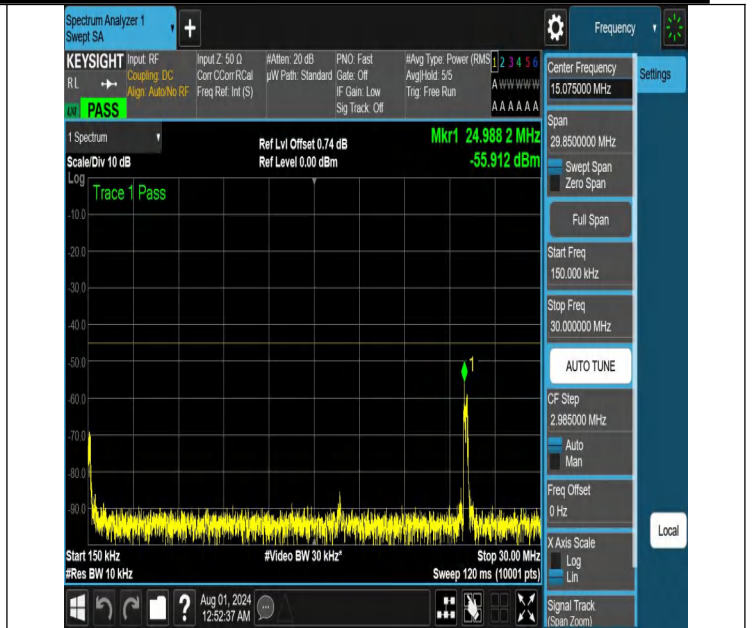 Spectrum Analyzer 1
Swept SA
+
Frequency
KEYSIGHT
RL
PASS
Input: RF
Coupling: DC
Align: Auto/No RF
Input Z: 50 Ω
Corr CCorr RCal
Freq Ref: Int (S)
#Atten: 20 dB
µW Path: Standard
PNO: Fast
Gate: Off
IF Gain: Low
Sig Track: Off
#Avg Type: Power (RMS
Avg|Hold: 5/5
Trig: Free Run
1 2 3 4 5 6
A W W W W W
A A A A A A
Center Frequency
15.075000 MHz
Settings
1 Spectrum
Scale/Div 10 dB
Ref Lvl Offset 0.74 dB
Ref Level 0.00 dBm
Mkr1 24.988 2 MHz
-55.912 dBm
Span
29.8500000 MHz
Swept Span
Zero Span
Full Span
Start Freq
150.000 kHz
Stop Freq
30.000000 MHz
AUTO TUNE
CF Step
2.985000 MHz
Auto
Man
Freq Offset
0 Hz
X Axis Scale
Log
Lin
Signal Track
(Span Zoom)
Local
Log
Trace 1 Pass
-10.0
-20.0
-30.0
-40.0
-50.0
-60.0
-70.0
-80.0
-90.0
1
Start 150 kHz
#Res BW 10 kHz
#Video BW 30 kHz*
Stop 30.00 MHz
Sweep 120 ms (10001 pts)
?
Aug 01, 2024
12:52:37 AM